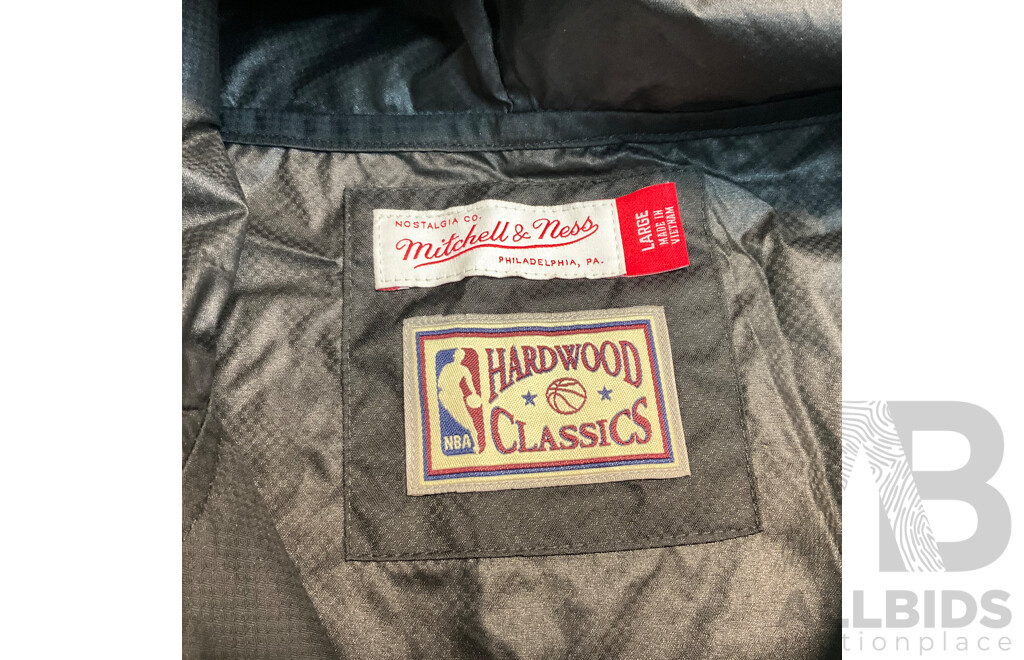 NOSTALGIA CO.
Mitchell & Ness
PHILADELPHIA, PA.
LARGE
MADE IN
VIETNAM
HARDWOOD
CLASSICS
NBA
ALLBIDS